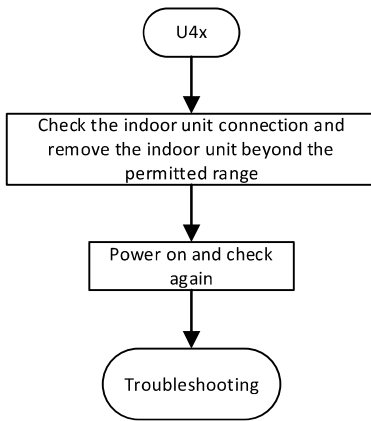 U4x
Check the indoor unit connection and
remove the indoor unit beyond the
permitted range
Power on and check
again
Troubleshooting